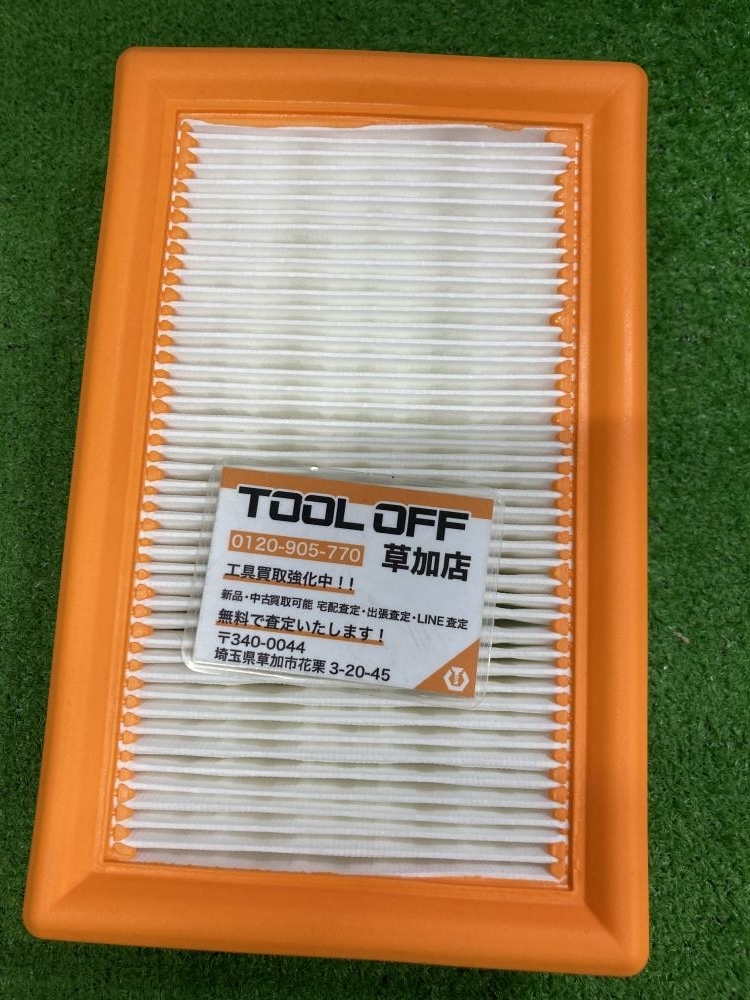 TOOL OFF
0120-905-770 草加店
工具買取強化中!!
新品・中古買取可能 宅配査定・出張査定・LINE査定
無料で査定いたします!
〒340-0044
埼玉県草加市花栗 3-20-45